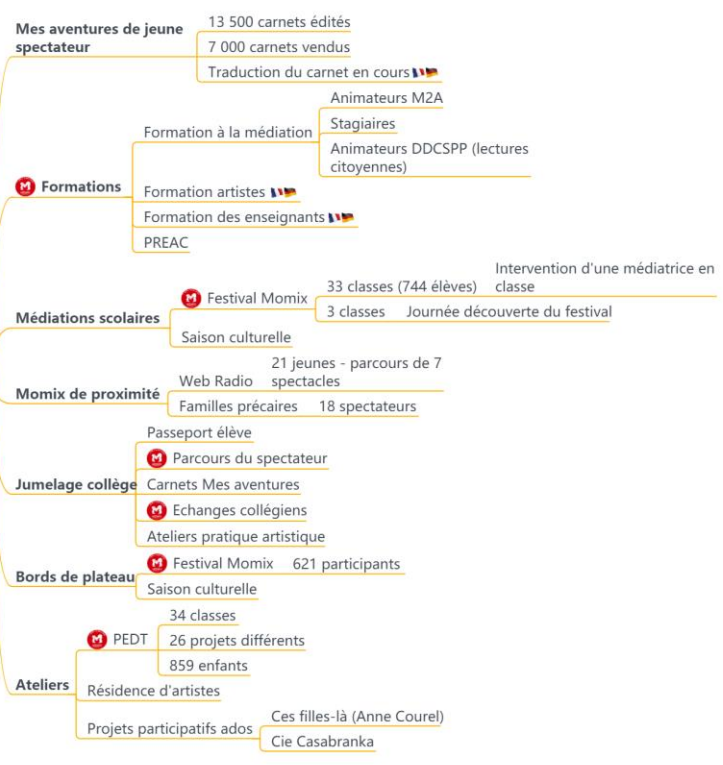 Mes aventures de jeune
spectateur
13 500 carnets édités
7 000 carnets vendus
Traduction du carnet en cours
Formations
Formation à la médiation
Animateurs M2A
Stagiaires
Animateurs DDCSPP (lectures
citoyennes)
Formation artistes
Formation des enseignants
PREAC
Médiations scolaires
Festival Momix
33 classes (744 élèves)
Intervention d'une médiatrice en
classe
3 classes
Journée découverte du festival
Saison culturelle
Momix de proximité
Web Radio
21 jeunes - parcours de 7
spectacles
Familles précaires
18 spectateurs
Jumelage collège
Passeport élève
Parcours du spectateur
Carnets Mes aventures
Echanges collégiens
Ateliers pratique artistique
Bords de plateau
Festival Momix
621 participants
Saison culturelle
Ateliers
PEDT
34 classes
26 projets différents
859 enfants
Résidence d'artistes
Projets participatifs ados
Ces filles-là (Anne Courel)
Cie Casabranka